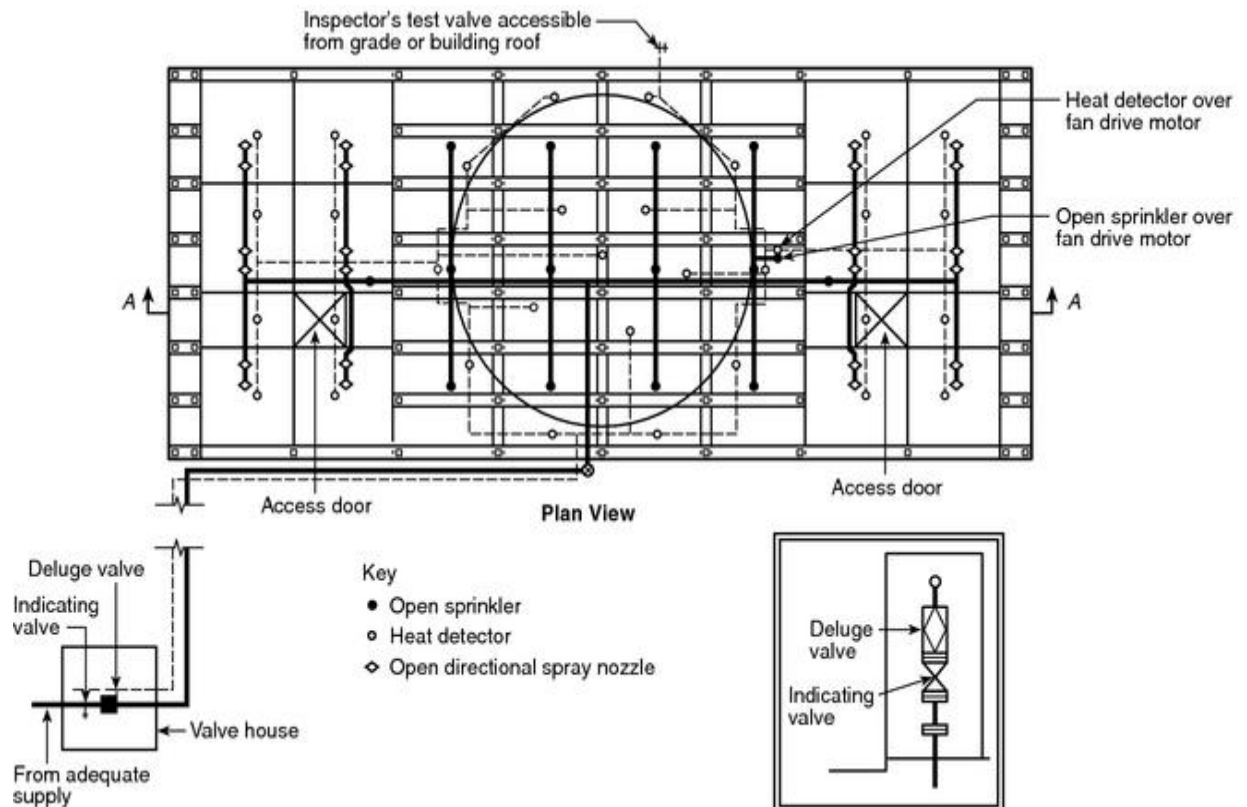 Inspector's test valve accessible
from grade or building roof
Heat detector over
fan drive motor
Open sprinkler over
fan drive motor
A
A
Access door
Access door
Plan View
Deluge valve
Indicating
valve
Valve house
From adequate
supply
Key
Open sprinkler
Heat detector
Open directional spray nozzle
Deluge
valve
Indicating
valve